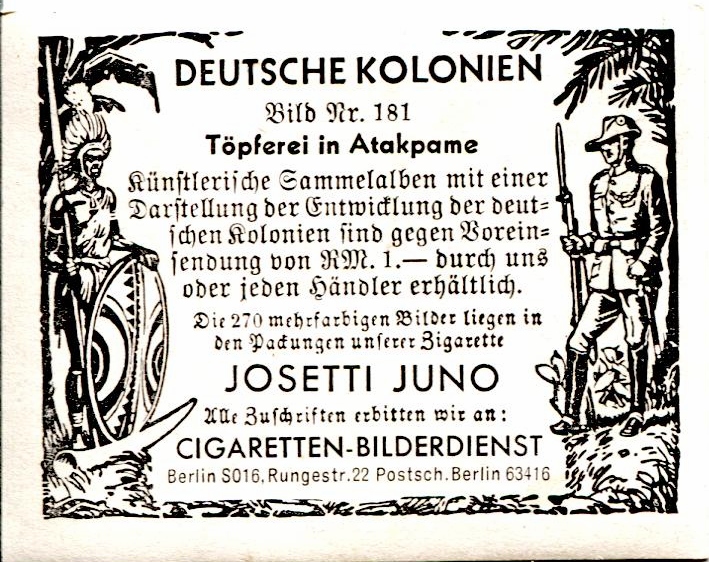 DEUTSCHE KOLONIEN
Bild Nr. 181
Töpferei in Atakpame
Künstlerische Sammelalben mit einer
Darstellung der Entwicklung der deut=
schen Kolonien sind gegen Vorein=
sendung von RM. 1.— durch uns
oder jeden Händler erhältlich.
Die 270 mehrfarbigen Bilder liegen in
den Packungen unserer Zigarette
JOSETTI JUNO
Alle Zuschriften erbitten wir an:
CIGARETTEN-BILDERDIENST
Berlin SO16, Rungestr. 22 Postsch. Berlin 63416